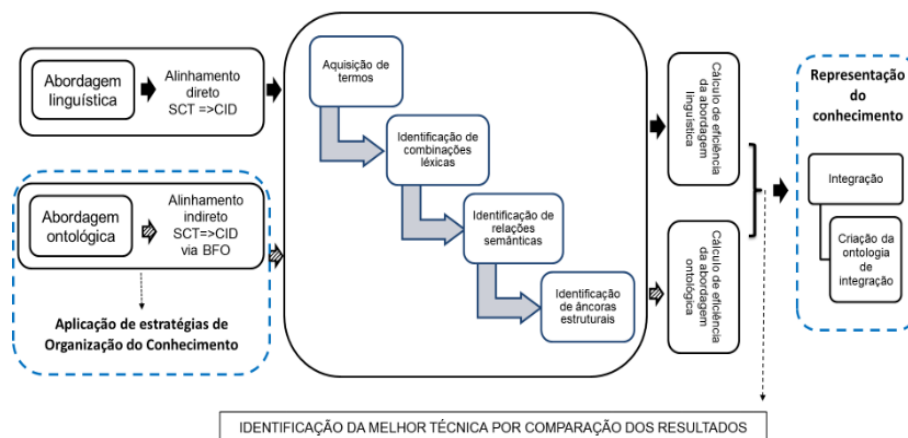 Abordagem
linguística
Alinhamento
direto
SCT =>CID
Abordagem
ontológica
Alinhamento
indireto
SCT=>CID
via BFO
Aplicação de estratégias de
Organização do Conhecimento
Aquisição de
termos
Identificação de
combinações
léxicas
Identificação de
relações
semânticas
Identificação
de âncoras
estruturais
Cálculo de eficiência
da abordagem
linguística
Cálculo de eficiência
da abordagem
ontológica
Representação
do
conhecimento
Integração
Criação da
ontologia de
integração
IDENTIFICAÇÃO DA MELHOR TÉCNICA POR COMPARAÇÃO DOS RESULTADOS